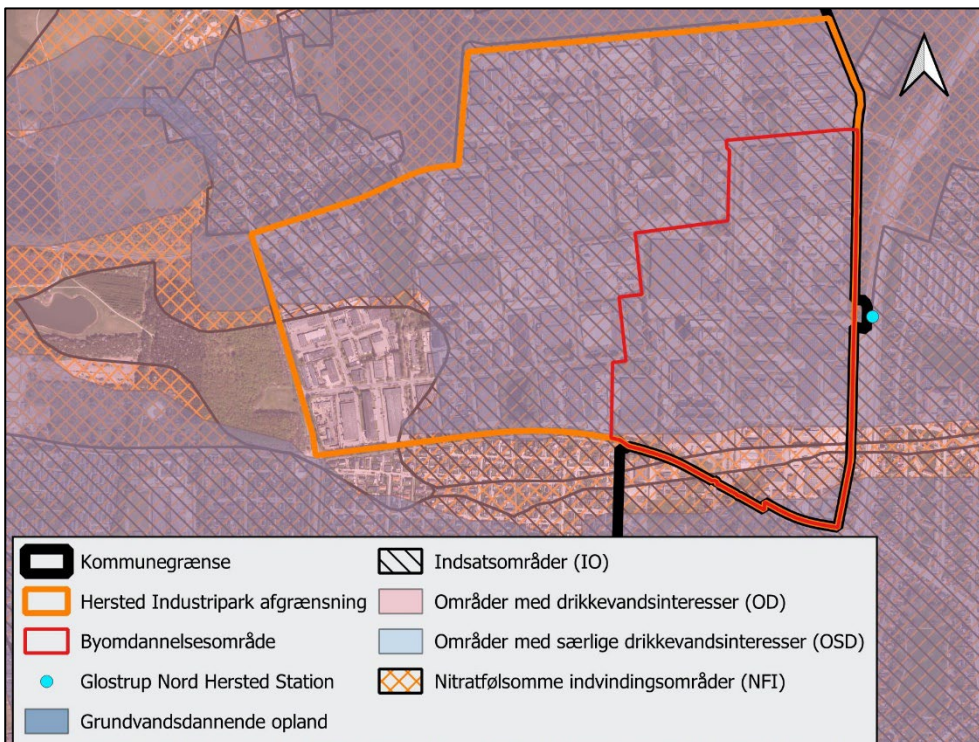 Kommunegrænse
Hersted Industripark afgrænsning
Byomdannelsesområde
Glostrup Nord Hersted Station
Grundvandsdannende opland
Indsatsområder (IO)
Områder med drikkevandsinteresser (OD)
Områder med særlige drikkevandsinteresser (OSD)
Nitratfølsomme indvindingsområder (NFI)